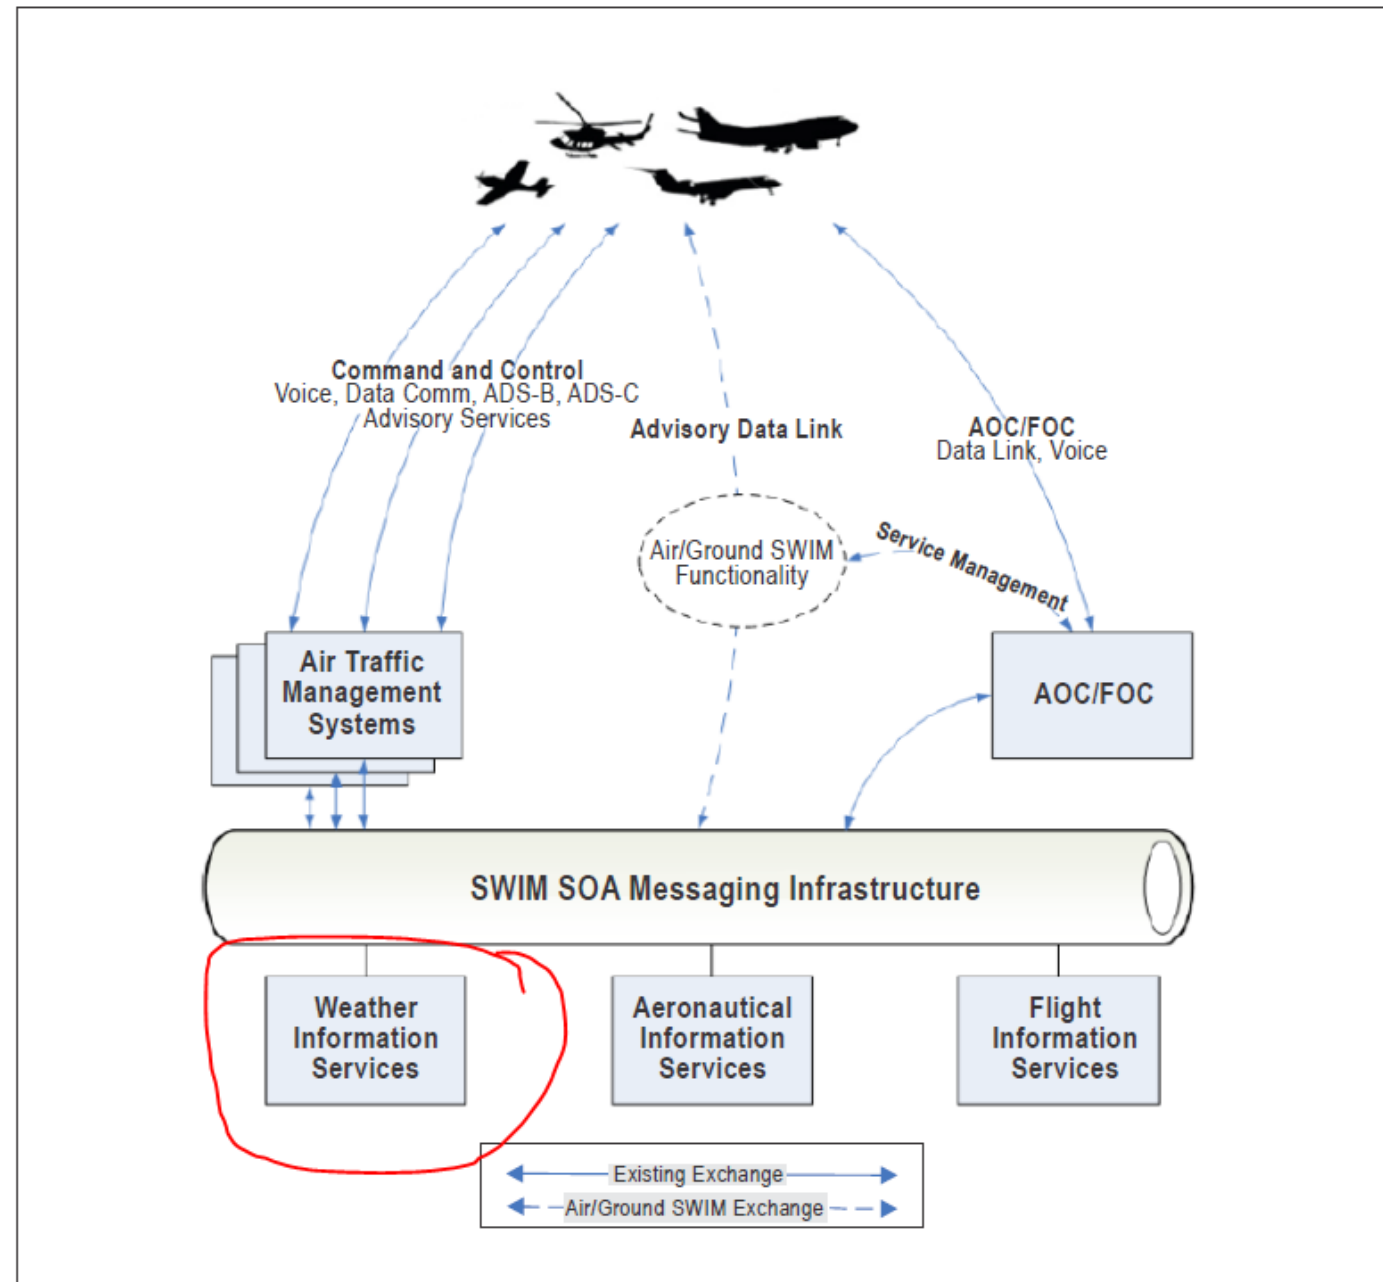 Command and Control
Voice, Data Comm, ADS-B, ADS-C
Advisory Services
Advisory Data Link
AOC/FOC
Data Link, Voice
Air/Ground SWIM
Functionality
Service Management
Air Traffic
Management
Systems
AOC/FOC
SWIM SOA Messaging Infrastructure
Weather
Information
Services
Aeronautical
Information
Services
Flight
Information
Services
Existing Exchange
Air/Ground SWIM Exchange